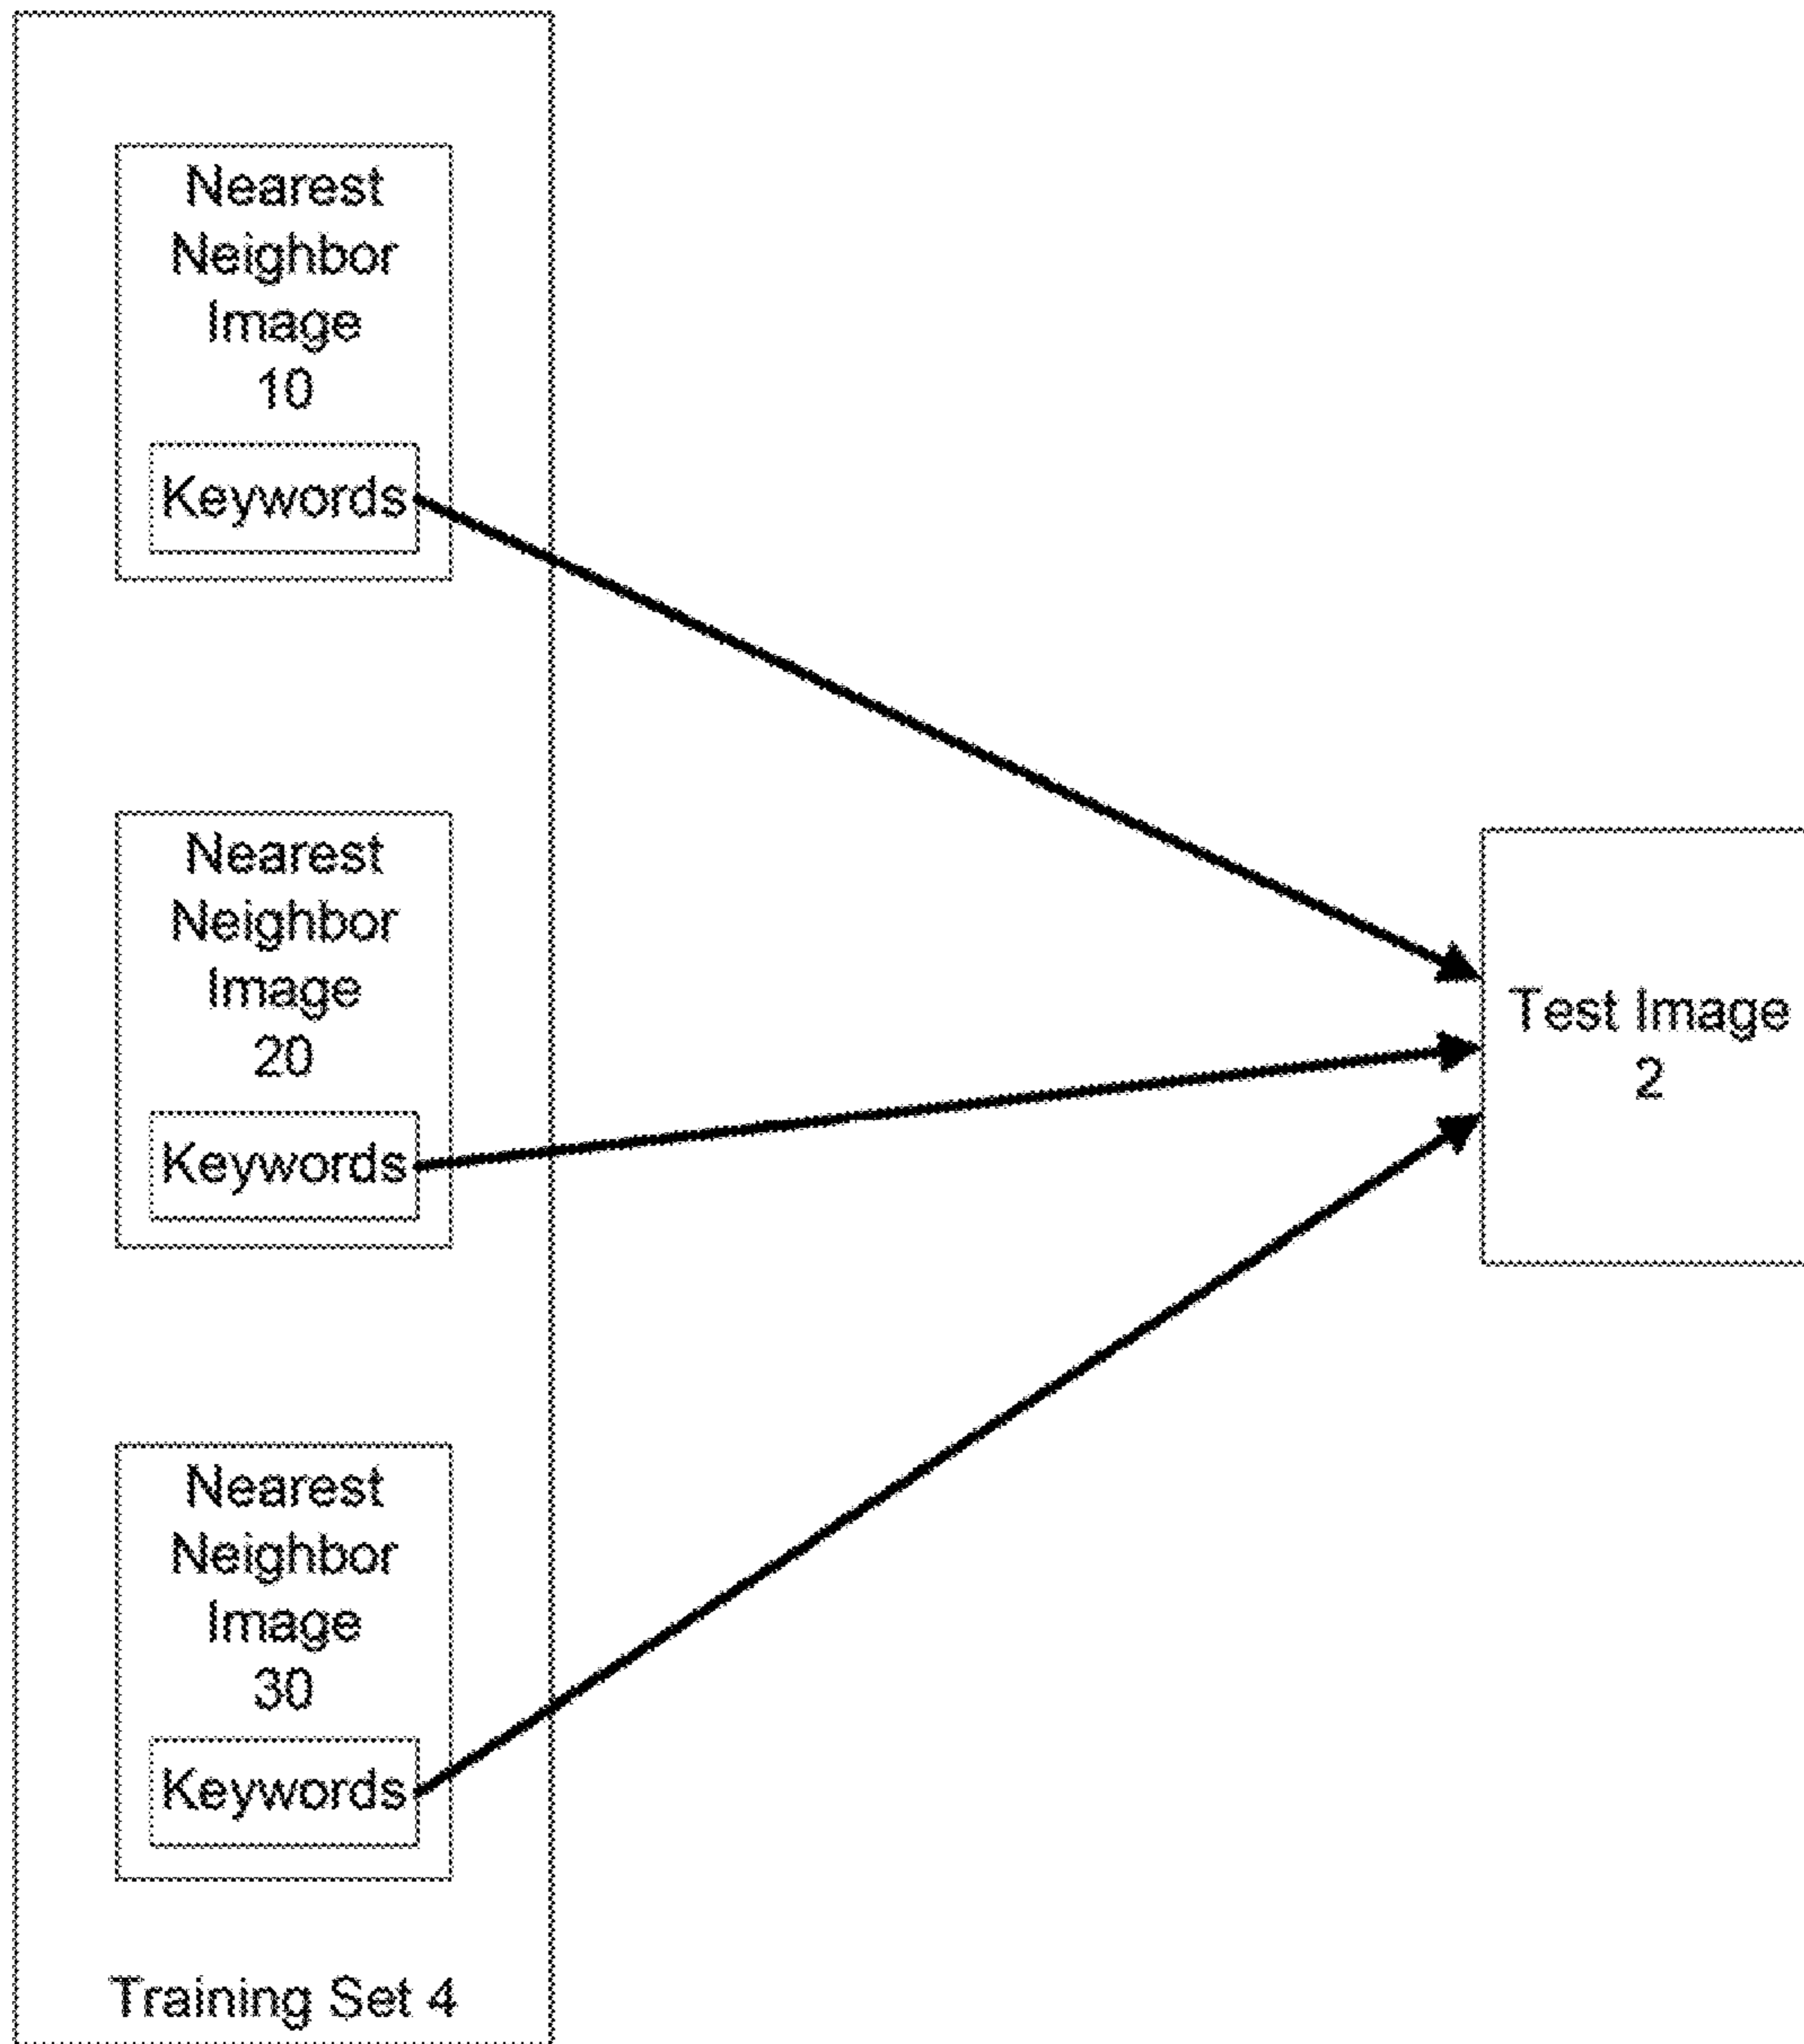 Nearest
Neighbor
Image
10
Keywords
Nearest
Neighbor
Image
20
Keywords
Nearest
Neighbor
Image
30
Keywords
Training Set 4
Test Image
2